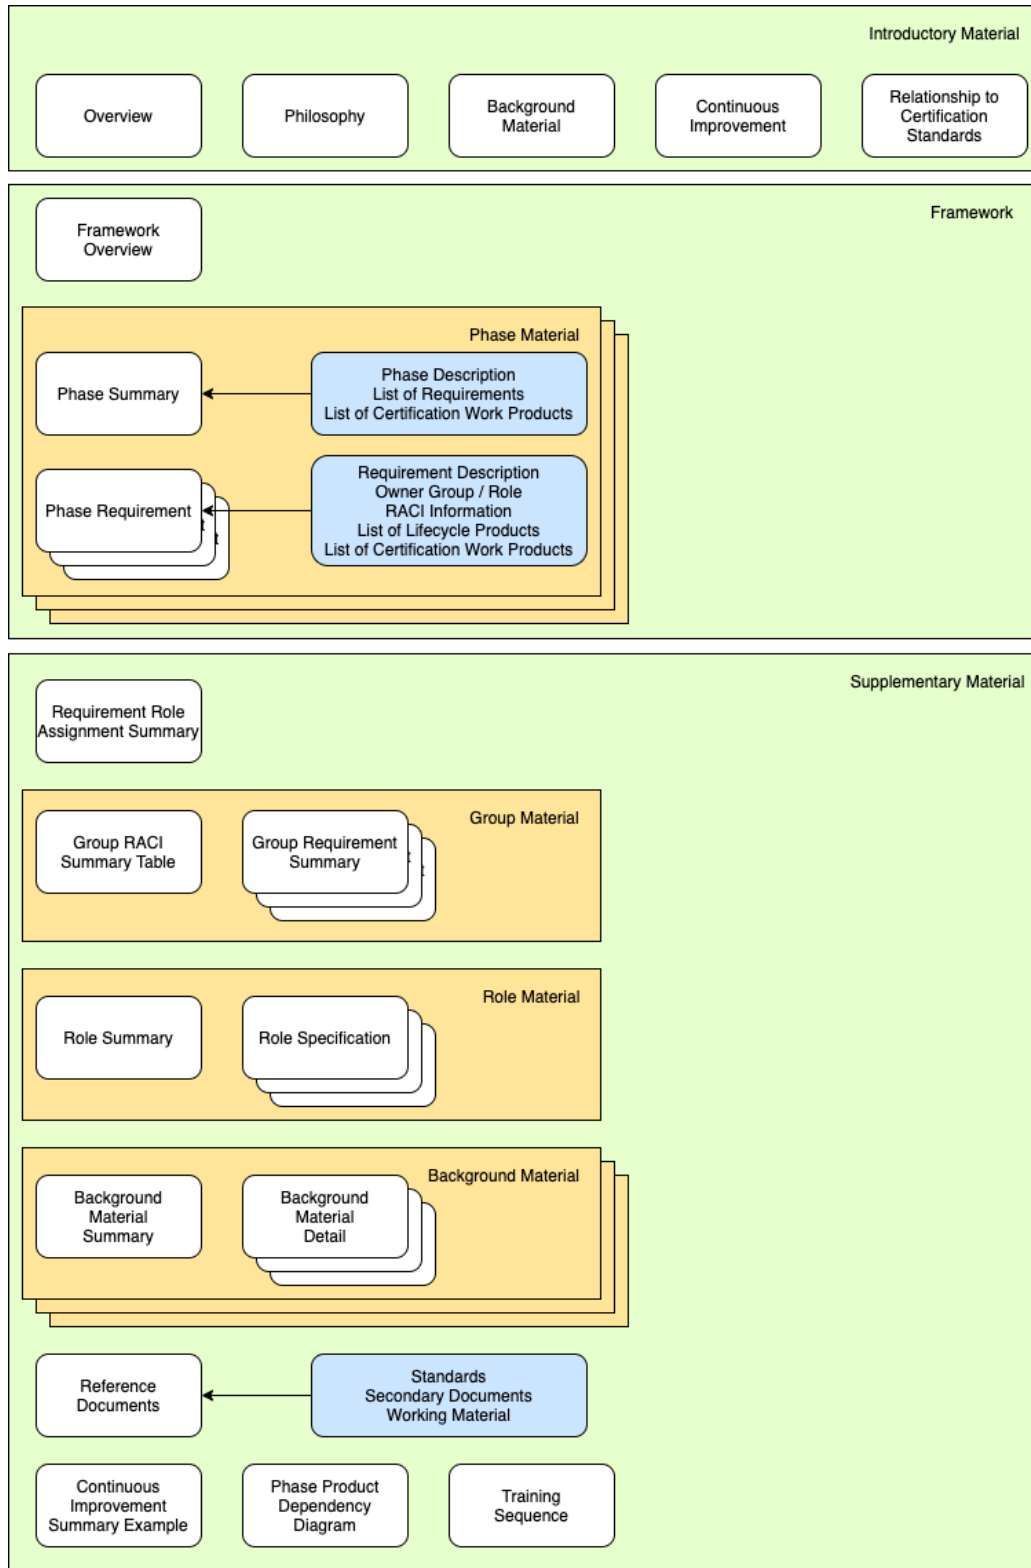 Introductory Material
Overview
Philosophy
Background
Material
Continuous
Improvement
Relationship to
Certification
Standards
Framework
Framework
Overview
Phase Material
Phase Summary
Phase Description
List of Requirements
List of Certification Work Products
Phase Requirement
t
t
Requirement Description
Owner Group / Role
RACI Information
List of Lifecycle Products
List of Certification Work Products
Supplementary Material
Requirement Role
Assignment Summary
Group Material
Group RACI
Summary Table
Group Requirement
Summary
t
t
Role Material
Role Summary
Role Specification
Background Material
Background
Material
Summary
Background
Material
Detail
Reference
Documents
Standards
Secondary Documents
Working Material
Continuous
Improvement
Summary Example
Phase Product
Dependency
Diagram
Training
Sequence